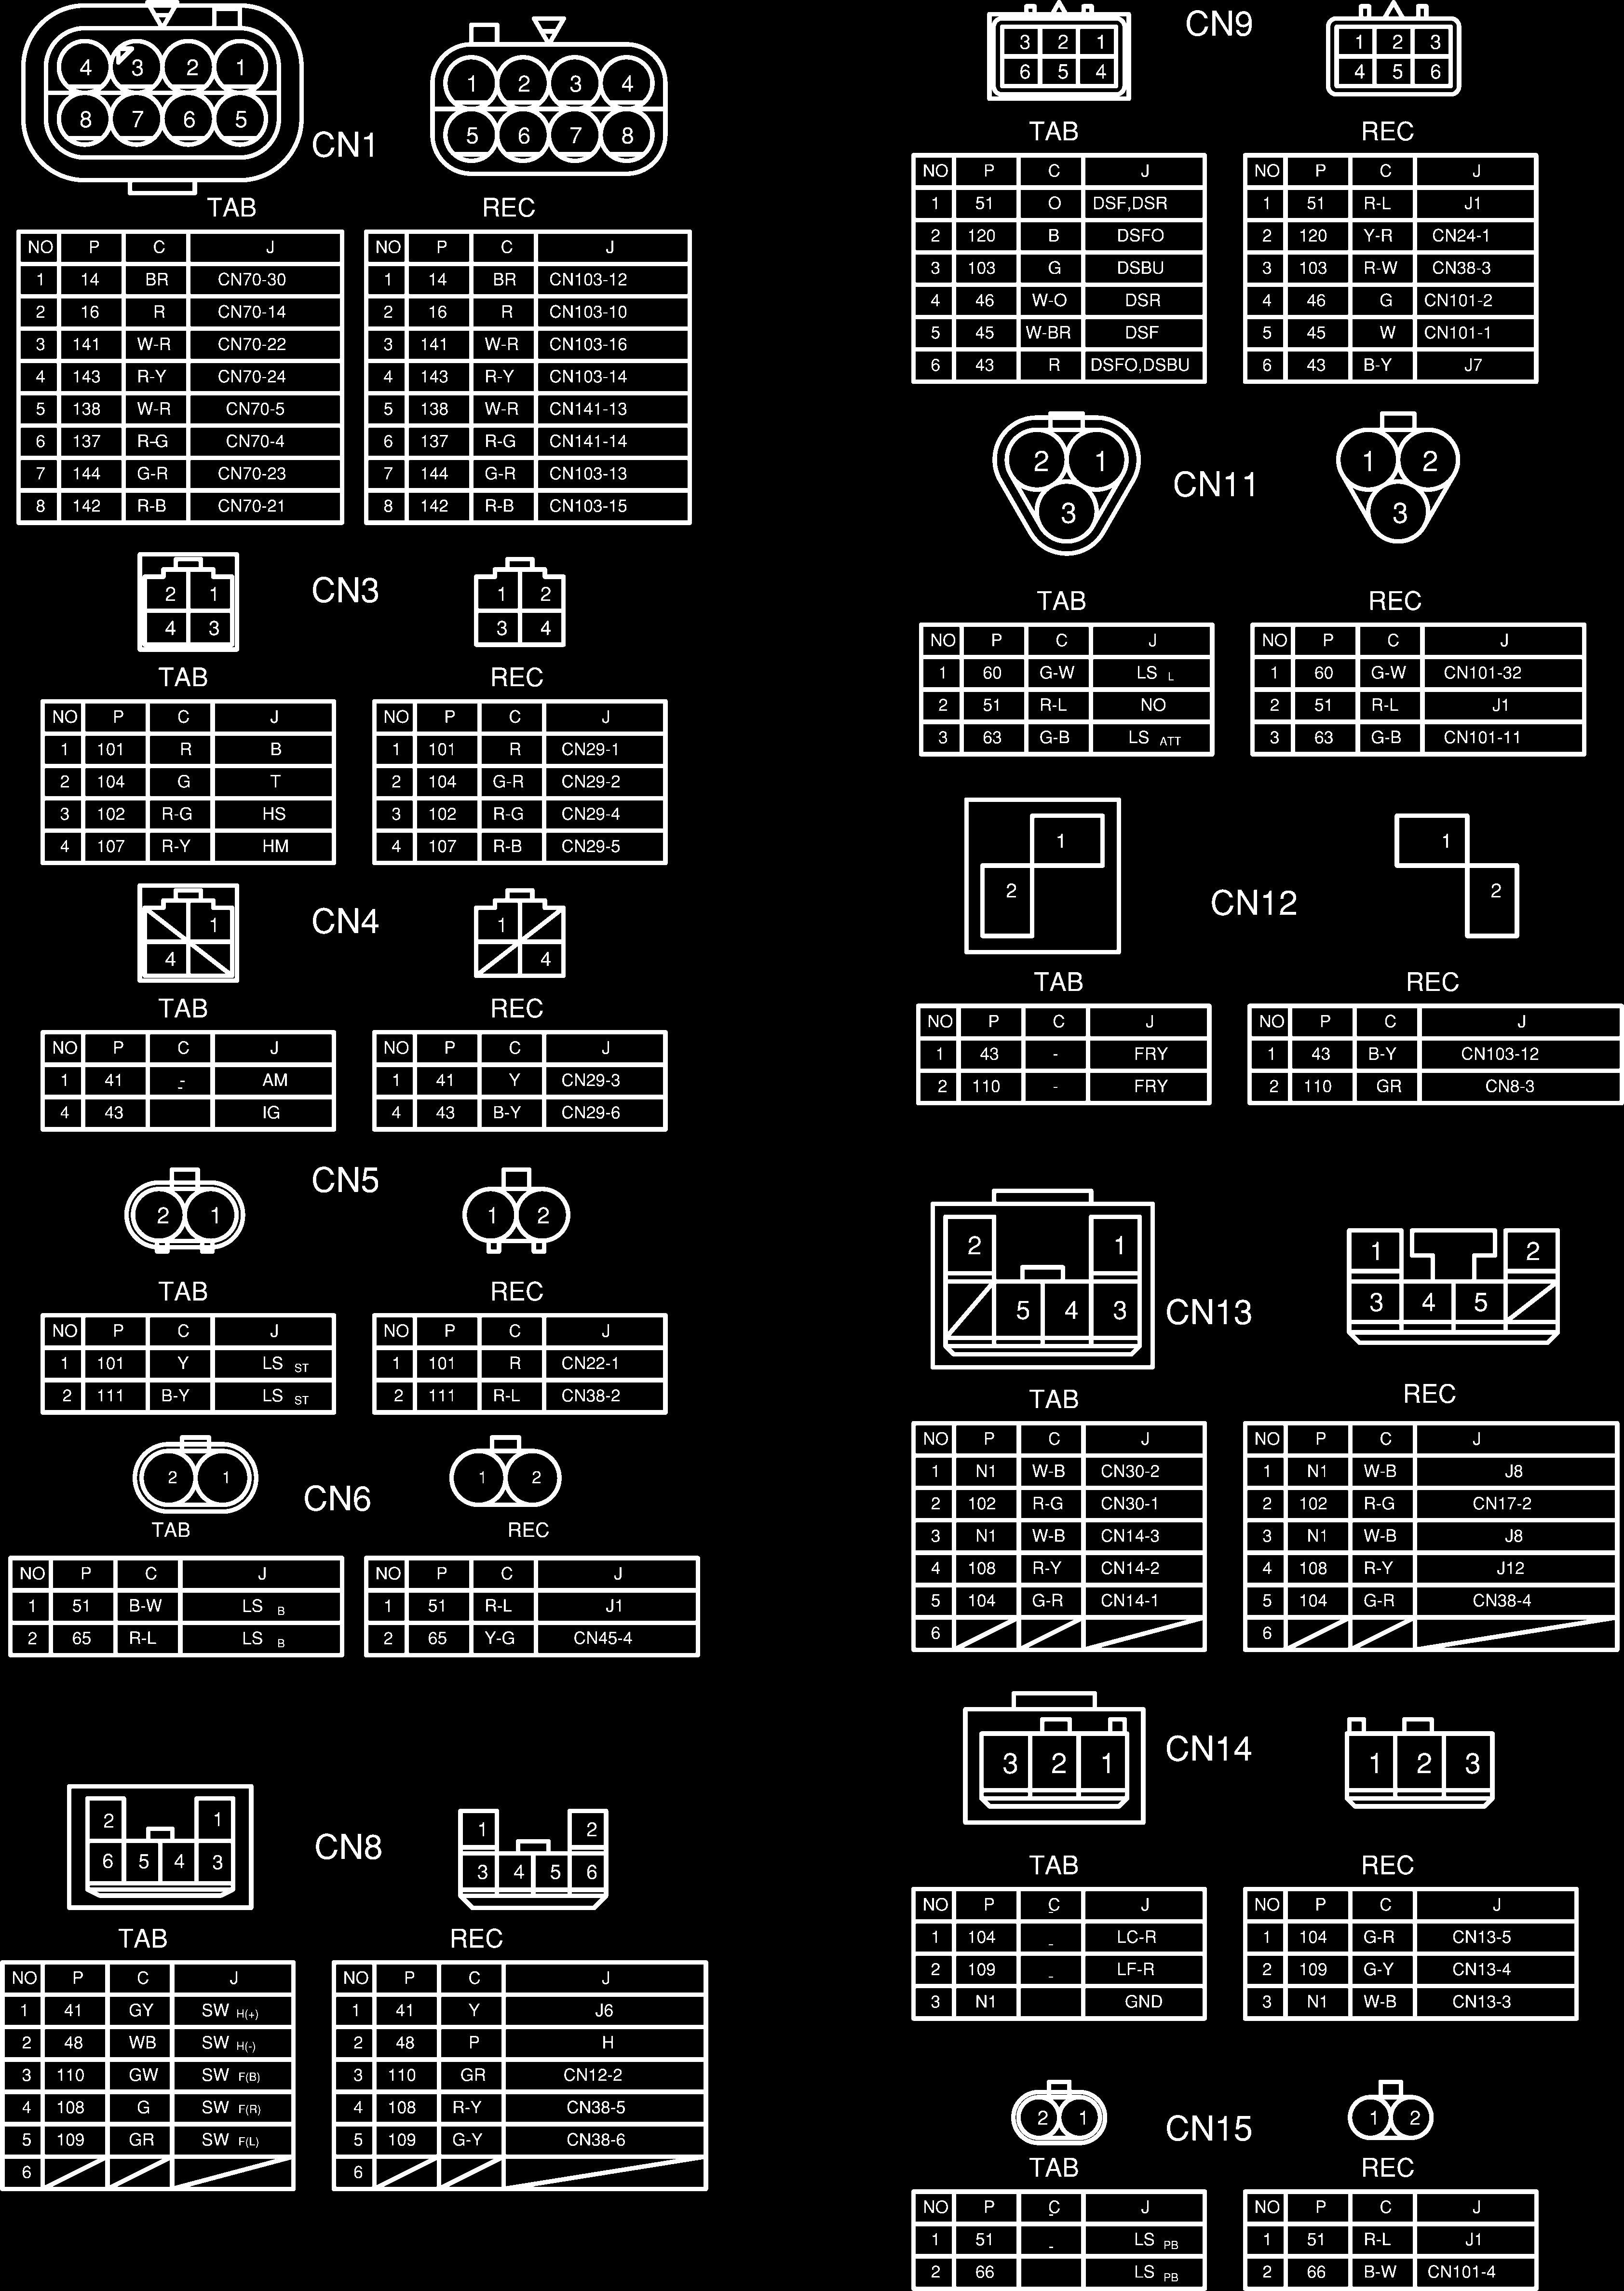 4 3 2 1
8 7 6 5
CN1
1 2 3 4
5 6 7 8
TAB
NO P C J
1 14 BR CN70-30
2 16 R CN70-14
3 141 W-R CN70-22
4 143 R-Y CN70-24
5 138 W-R CN70-5
6 137 R-G CN70-4
7 144 G-R CN70-23
8 142 R-B CN70-21
REC
NO P C J
1 14 BR CN103-12
2 16 R CN103-10
3 141 W-R CN103-16
4 143 R-Y CN103-14
5 138 W-R CN141-13
6 137 R-G CN141-14
7 144 G-R CN103-13
8 142 R-B CN103-15
2 1
4 3
CN3
1 2
3 4
TAB
NO P C J
1 101 R B
2 104 G T
3 102 R-G HS
4 107 R-Y HM
REC
NO P C J
1 101 R CN29-1
2 104 G-R CN29-2
3 102 R-G CN29-4
4 107 R-B CN29-5
1
4
CN4
1
4
TAB
NO P C J
1 41 - AM
4 43 IG
REC
NO P C J
1 41 Y CN29-3
4 43 B-Y CN29-6
CN5
2 1
1 2
TAB
NO P C J
1 101 Y LS ST
2 111 B-Y LS ST
REC
NO P C J
1 101 R CN22-1
2 111 R-L CN38-2
2 1
CN6
1 2
TAB
NO P C J
1 51 B-W LS B
2 65 R-L LS B
REC
NO P C J
1 51 R-L J1
2 65 Y-G CN45-4
2 1
6 5 4 3
CN8
1 2
3 4 5 6
TAB
NO P C J
1 41 GY SW H(+)
2 48 WB SW H(-)
3 110 GW SW F(B)
4 108 G SW F(R)
5 109 GR SW F(L)
6
REC
NO P C J
1 41 Y J6
2 48 P H
3 110 GR CN12-2
4 108 R-Y CN38-5
5 109 G-Y CN38-6
6
3 2 1
6 5 4
CN9
1 2 3
4 5 6
TAB
NO P C J
1 51 O DSF,DSR
2 120 B DSFO
3 103 G DSBU
4 46 W-O DSR
5 45 W-BR DSF
6 43 R DSFO,DSBU
REC
NO P C J
1 51 R-L J1
2 120 Y-R CN24-1
3 103 R-W CN38-3
4 46 G CN101-2
5 45 W CN101-1
6 43 B-Y J7
2 1
3
CN11
1 2
3
TAB
NO P C J
1 60 G-W LS L
2 51 R-L NO
3 63 G-B LS ATT
REC
NO P C J
1 60 G-W CN101-32
2 51 R-L J1
3 63 G-B CN101-11
1
2
CN12
1
2
TAB
NO P C J
1 43 - FRY
2 110 - FRY
REC
NO P C J
1 43 B-Y CN103-12
2 110 GR CN8-3
2 1
5 4 3
CN13
1 2
3 4 5
TAB
NO P C J
1 N1 W-B CN30-2
2 102 R-G CN30-1
3 N1 W-B CN14-3
4 108 R-Y CN14-2
5 104 G-R CN14-1
6
REC
NO P C J
1 N1 W-B J8
2 102 R-G CN17-2
3 N1 W-B J8
4 108 R-Y J12
5 104 G-R CN38-4
6
3 2 1
CN14
1 2 3
TAB
NO P C J
1 104 - LC-R
2 109 - LF-R
3 N1 GND
REC
NO P C J
1 104 G-R CN13-5
2 109 G-Y CN13-4
3 N1 W-B CN13-3
2 1
CN15
1 2
TAB
NO P C J
1 51 - LS PB
2 66 LS PB
REC
NO P C J
1 51 R-L J1
2 66 B-W CN101-4